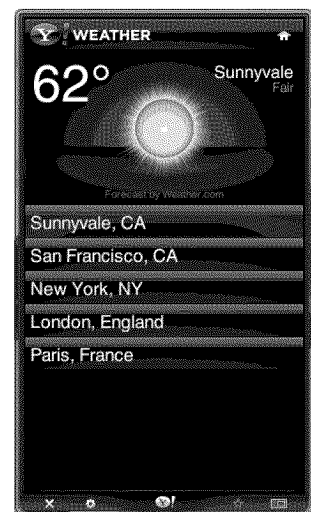 Y! WEATHER
62°
Sunnyvale
Fair
Forecast by Weather.com
Sunnyvale, CA
San Francisco, CA
New York, NY
London, England
Paris, France
Y!